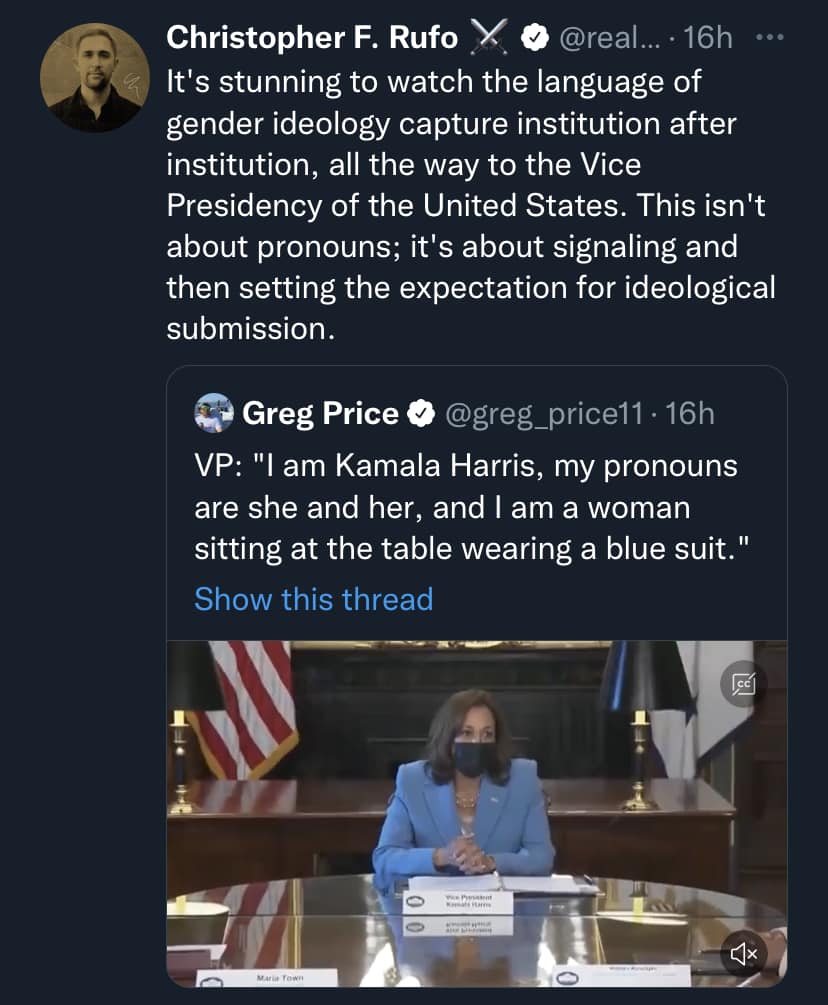 Christopher F. Rufo @real... · 16h
It's stunning to watch the language of
gender ideology capture institution after
institution, all the way to the Vice
Presidency of the United States. This isn't
about pronouns; it's about signaling and
then setting the expectation for ideological
submission.
Greg Price @greg_price11 · 16h
VP: "I am Kamala Harris, my pronouns
are she and her, and I am a woman
sitting at the table wearing a blue suit."
Show this thread
CC
Vice President
Kamala Harris
Maria Town